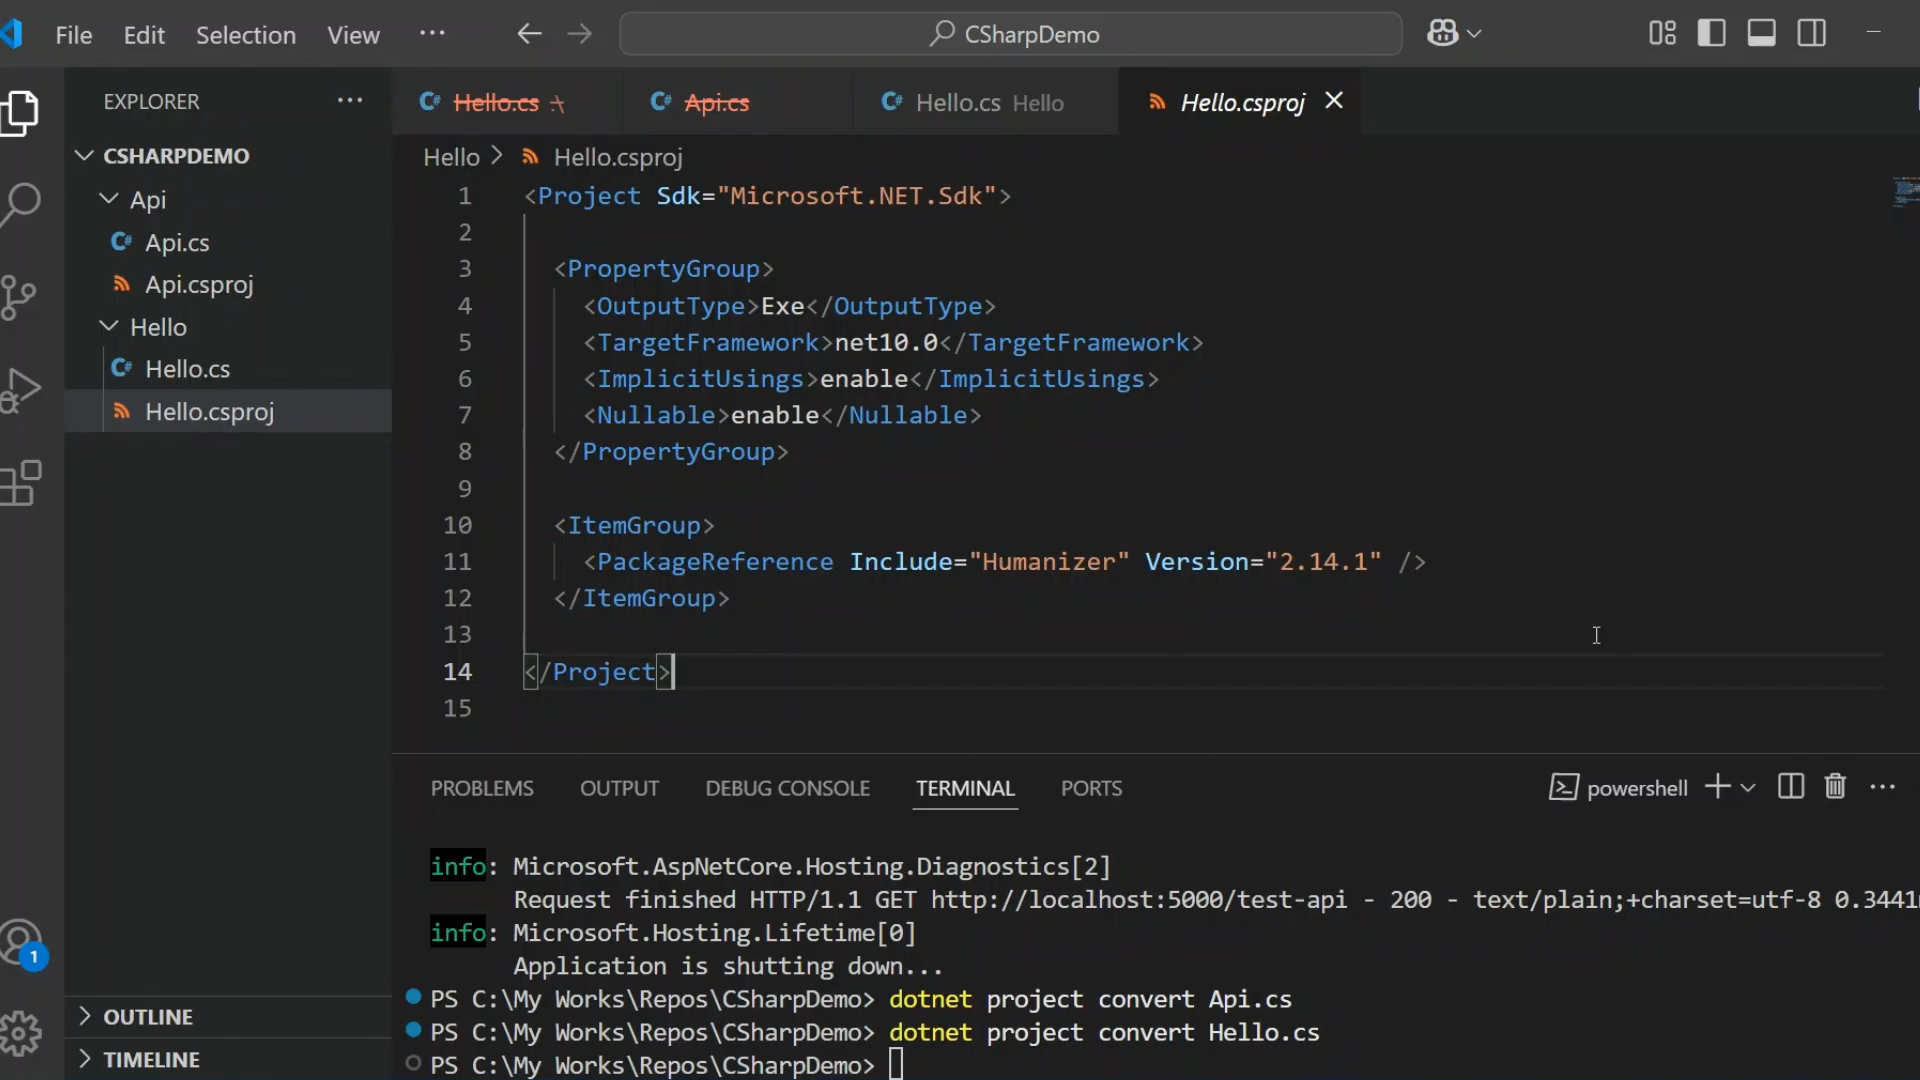 File Edit Selection View ··· CSharpDemo
EXPLORER ···
CSHARPDEMO
Api
Api.cs
Api.csproj
Hello
Hello.cs
Hello.csproj
OUTLINE
TIMELINE
1
Hello.cs .\ Api.cs Hello.cs Hello Hello.csproj
Hello > Hello.csproj
1 <Project Sdk="Microsoft.NET.Sdk">
2
3 <PropertyGroup>
4 <OutputType>Exe</OutputType>
5 <TargetFramework>net10.0</TargetFramework>
6 <ImplicitUsings>enable</ImplicitUsings>
7 <Nullable>enable</Nullable>
8 </PropertyGroup>
9
10 <ItemGroup>
11 <PackageReference Include="Humanizer" Version="2.14.1" />
12 </ItemGroup>
13
14 </Project>
15
PROBLEMS OUTPUT DEBUG CONSOLE TERMINAL PORTS powershell ···
info: Microsoft.AspNetCore.Hosting.Diagnostics[2]
Request finished HTTP/1.1 GET http://localhost:5000/test-api - 200 - text/plain;+charset=utf-8 0.3441
info: Microsoft.Hosting.Lifetime[0]
Application is shutting down...
PS C:\My Works\Repos\CSharpDemo> dotnet project convert Api.cs
PS C:\My Works\Repos\CSharpDemo> dotnet project convert Hello.cs
PS C:\My Works\Repos\CSharpDemo>